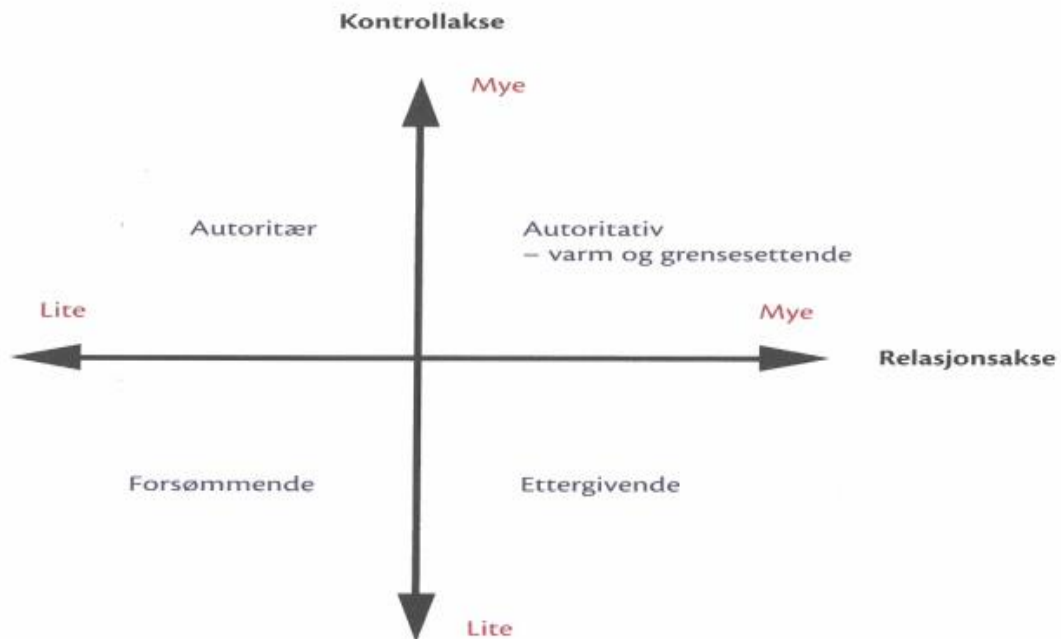 Kontrollakse
Mye
Autoritær
Autoritativ
– varm og grensesettende
Lite
Mye
Relasjonsakse
Forsømmende
Ettergivende
Lite